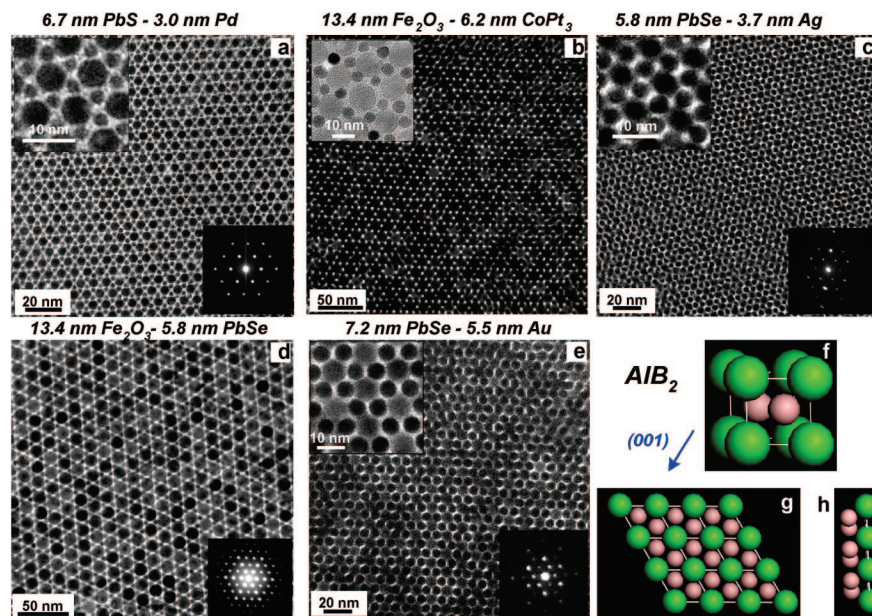 6.7 nm PbS - 3.0 nm Pd
13.4 nm Fe₂O₃ - 6.2 nm CoPt₃
5.8 nm PbSe - 3.7nm Ag
a
10 nm
20 nm
b
10 nm
50 nm
c
10 nm
20 nm
13.4 nm Fe₂O₃- 5.8 nm PbSe
7.2 nm PbSe - 5.5 nm Au
d
50 nm
e
10 nm
20 nm
f
AlB₂
(001)
g
h